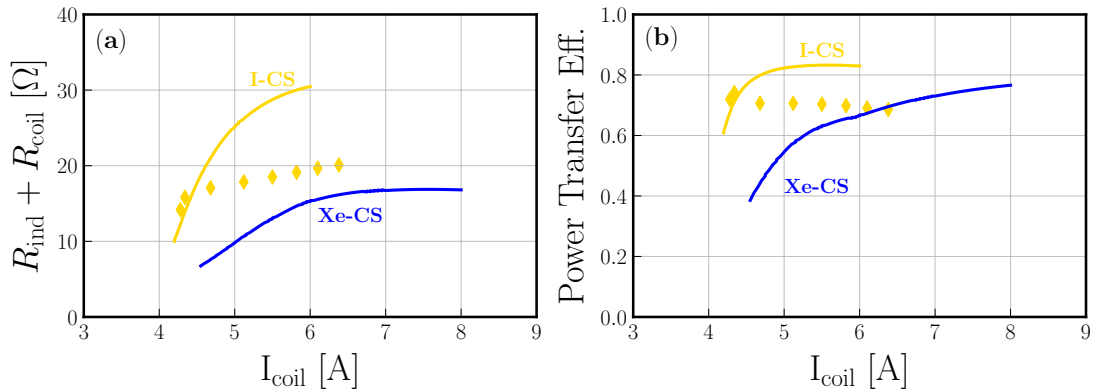 (a)
I-CS
Xe-CS
R_ind + R_coil [Ω]
40
30
20
10
0
3 4 5 6 7 8 9
I_coil [A]
(b)
I-CS
Xe-CS
Power Transfer Eff.
1.0
0.8
0.6
0.4
0.2
0.0
3 4 5 6 7 8 9
I_coil [A]